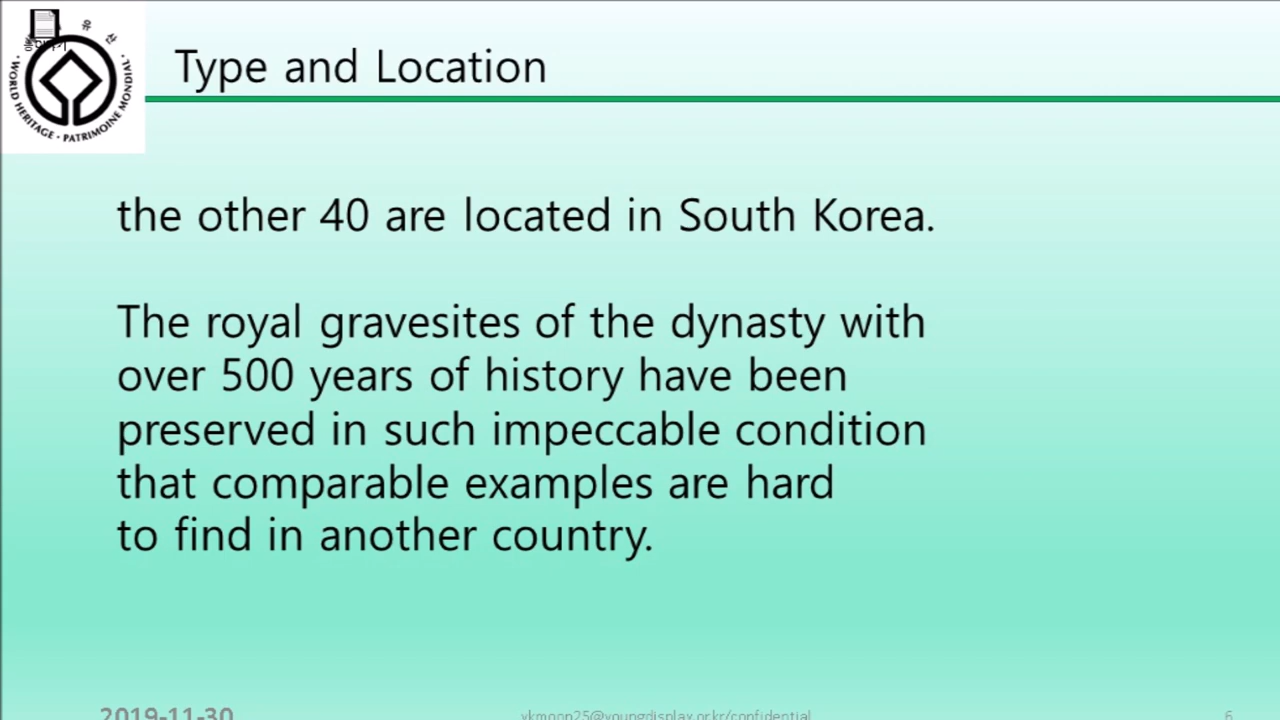 유 산
WORLD HERITAGE · PATRIMOINE MONDIAL
Type and Location
the other 40 are located in South Korea.
The royal gravesites of the dynasty with
over 500 years of history have been
preserved in such impeccable condition
that comparable examples are hard
to find in another country.
2019-11-30
ykmoon25@youngdisplay.or.kr/confidential
6